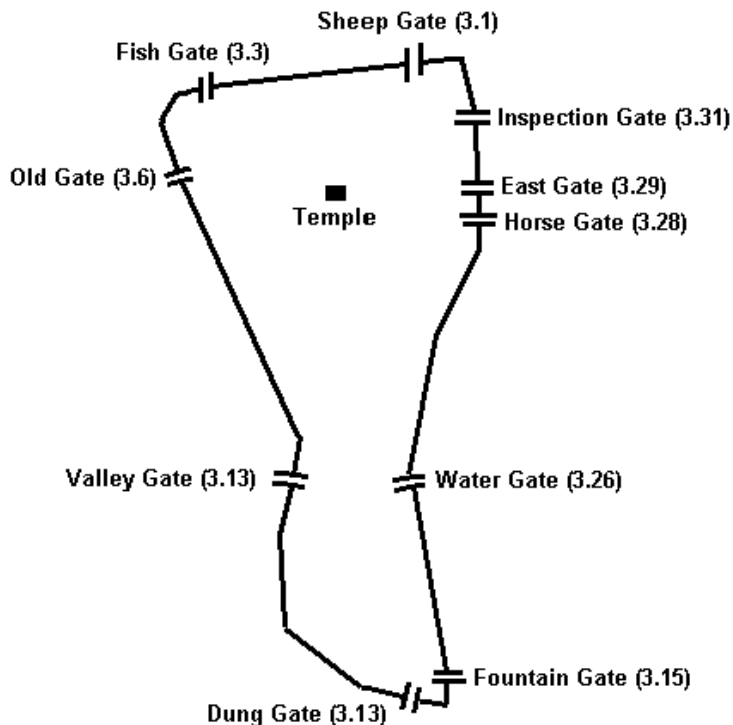 Sheep Gate (3.1)
Fish Gate (3.3)
Inspection Gate (3.31)
Old Gate (3.6)
East Gate (3.29)
Temple
Horse Gate (3.28)
Valley Gate (3.13)
Water Gate (3.26)
Fountain Gate (3.15)
Dung Gate (3.13)